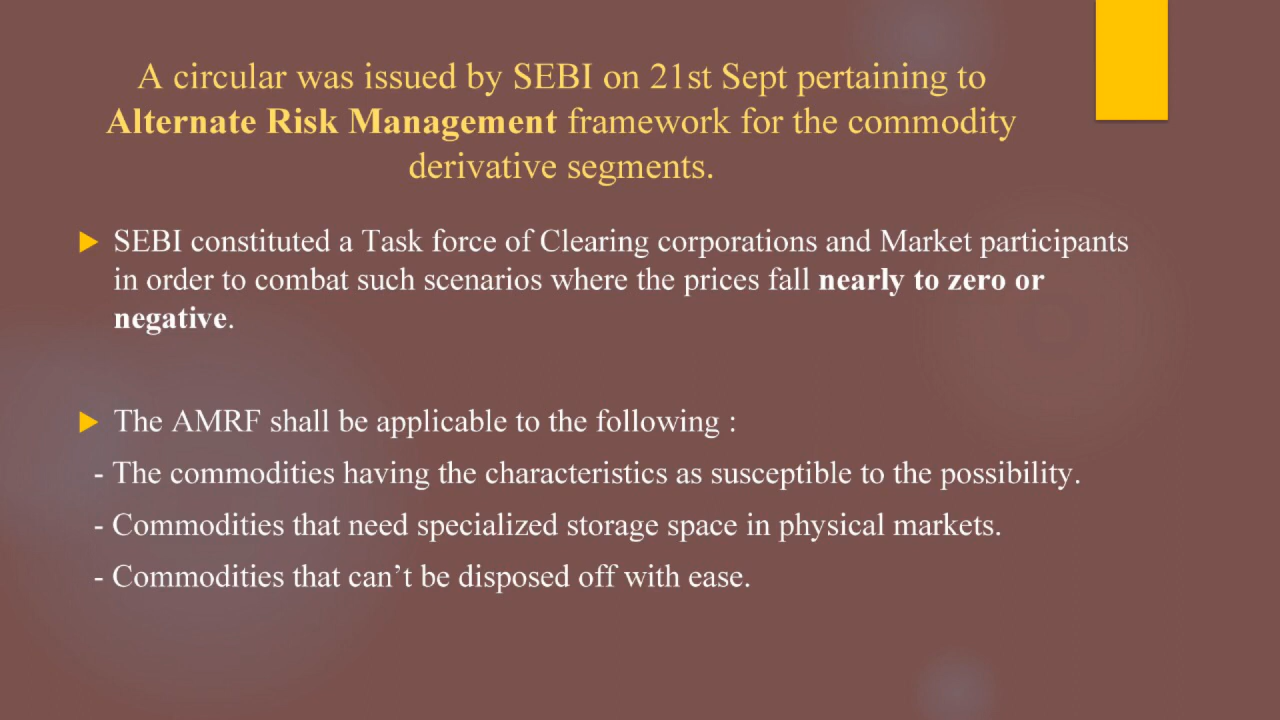 A circular was issued by SEBI on 21st Sept pertaining to
Alternate Risk Management framework for the commodity
derivative segments.
SEBI constituted a Task force of Clearing corporations and Market participants
in order to combat such scenarios where the prices fall nearly to zero or
negative.
The AMRF shall be applicable to the following :
- The commodities having the characteristics as susceptible to the possibility.
- Commodities that need specialized storage space in physical markets.
- Commodities that can’t be disposed off with ease.